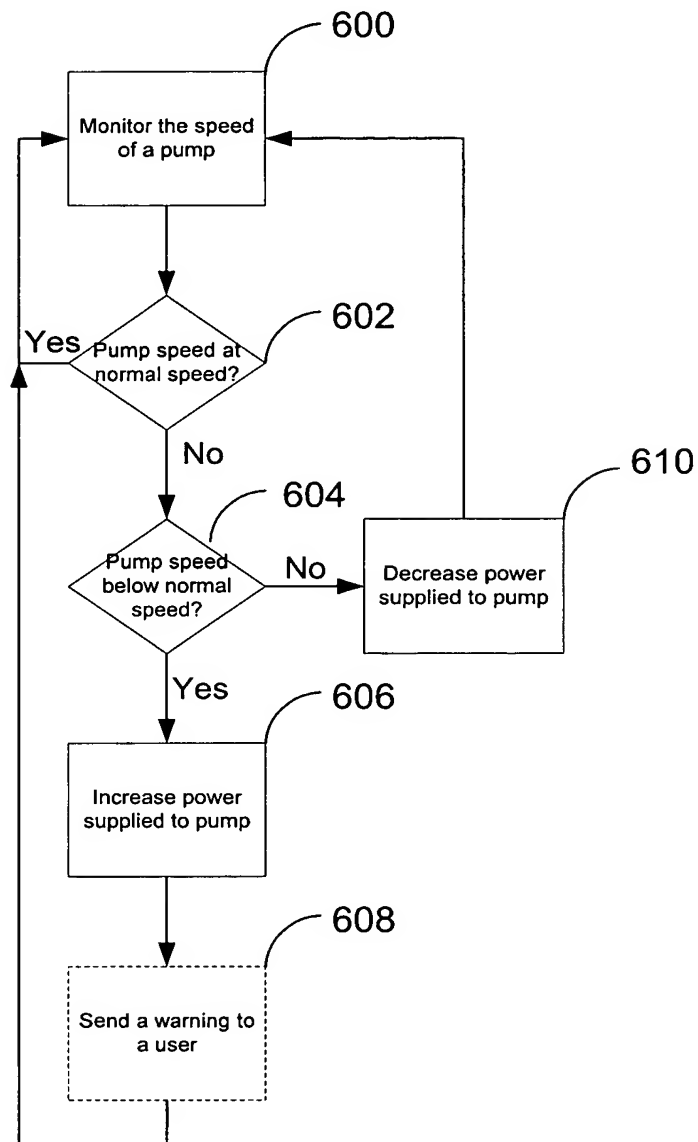 600
Monitor the speed
of a pump
602
Yes
Pump speed at
normal speed?
No
610
604
Pump speed
below normal
speed?
No
Decrease power
supplied to pump
Yes
606
Increase power
supplied to pump
608
Send a warning to
a user